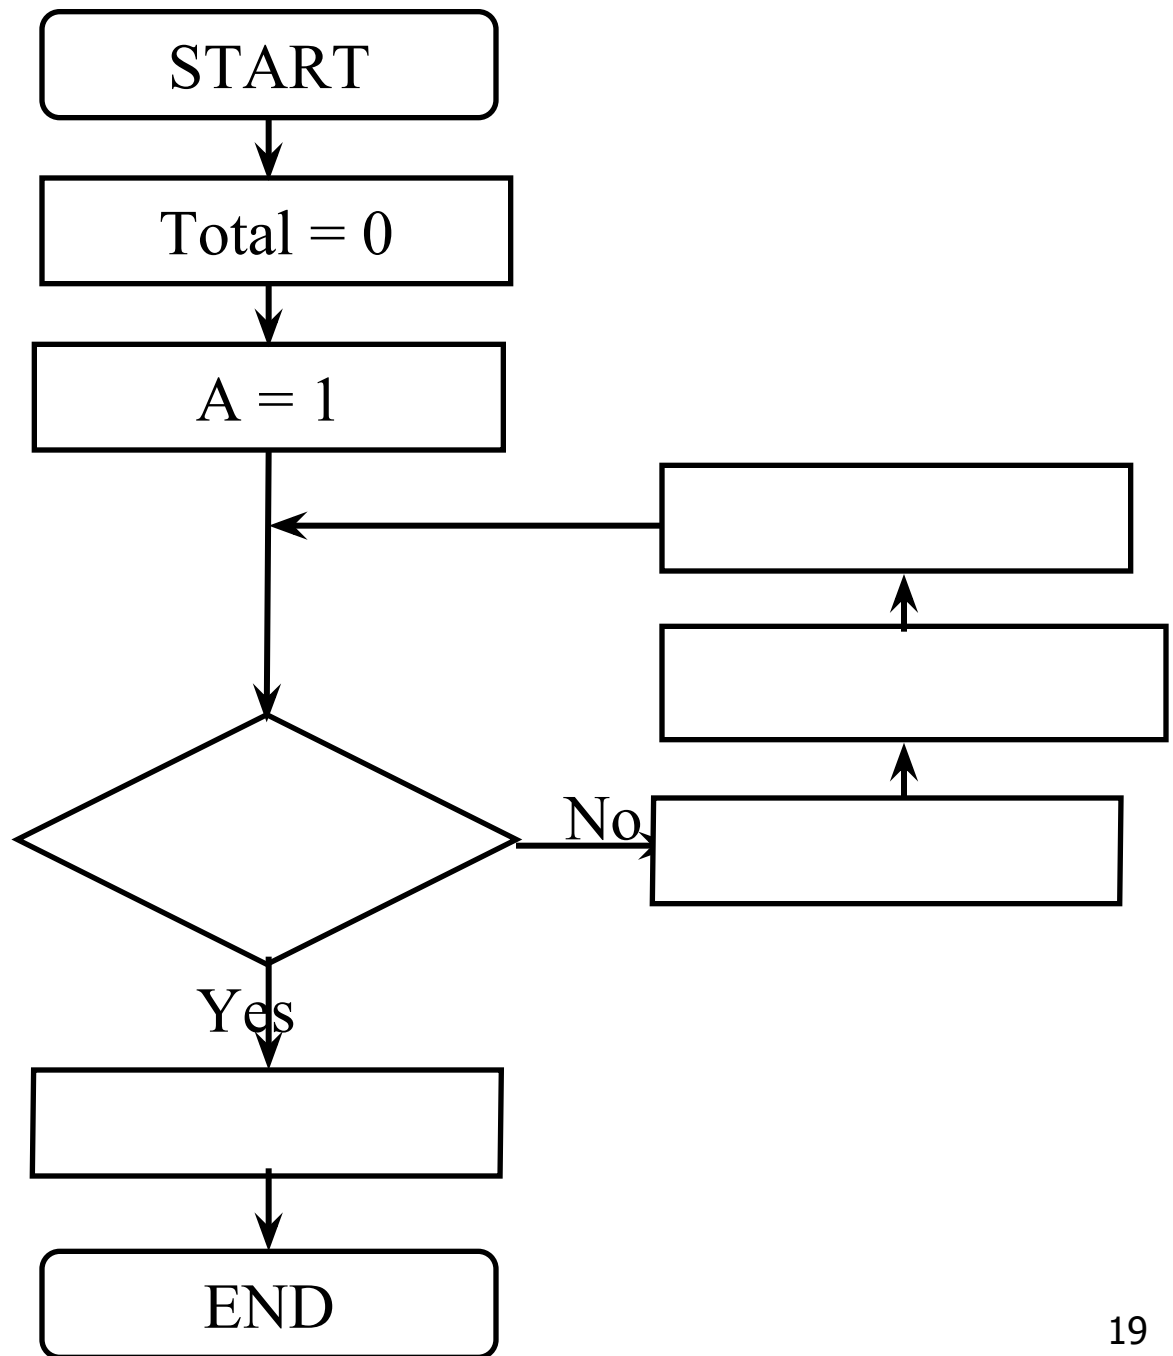 START
Total = 0
A = 1
No
Yes
END
19